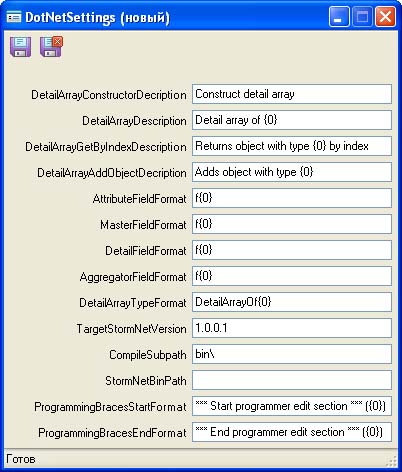 DotNetSettings (новый)
DetailArrayConstructorDecription Construct detail array
DetailArrayDescription Detail array of {0}
DetailArrayGetByIndexDescription Returns object with type {0} by index
DetailArrayAddObjectDecription Adds object with type {0}
AttributeFieldFormat f{0}
MasterFieldFormat f{0}
DetailFieldFormat f{0}
AggregatorFieldFormat f{0}
DetailArrayTypeFormat DetailArrayOf{0}
TargetStormNetVersion 1.0.0.1
CompileSubpath bin\
StormNetBinPath
ProgrammingBracesStartFormat *** Start programmer edit section *** ({0})
ProgrammingBracesEndFormat *** End programmer edit section *** ({0})
Готов